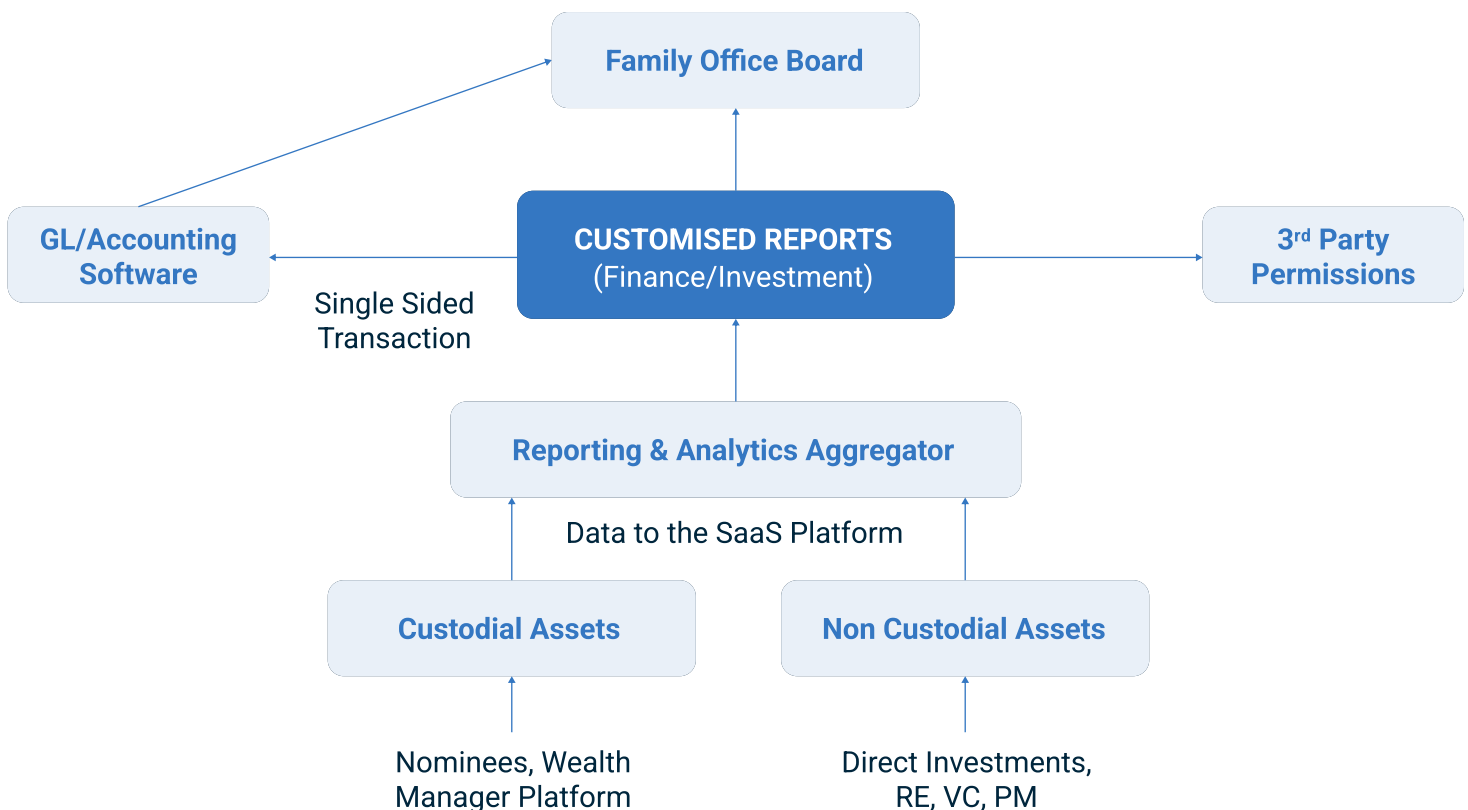 Family Office Board
GL/Accounting
Software
CUSTOMISED REPORTS
(Finance/Investment)
3rd Party
Permissions
Single Sided
Transaction
Reporting & Analytics Aggregator
Data to the SaaS Platform
Custodial Assets
Non Custodial Assets
Nominees, Wealth
Manager Platform
Direct Investments,
RE, VC, PM